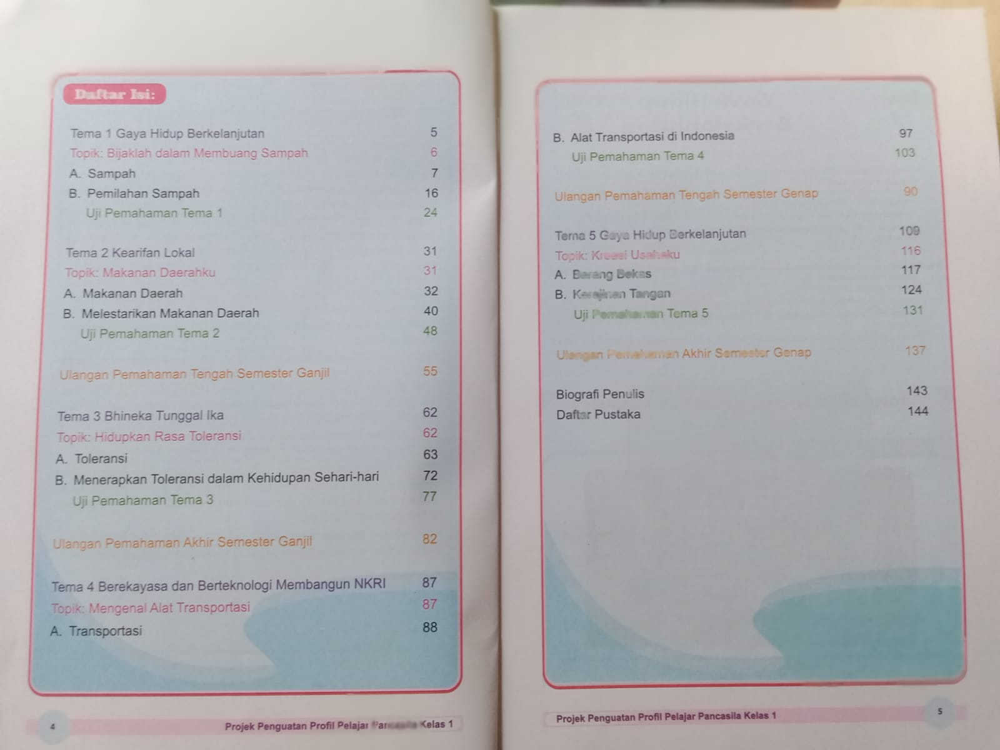 Daftar Isi:
Tema 1 Gaya Hidup Berkelanjutan 5
Topik: Bijaklah dalam Membuang Sampah 6
A. Sampah 7
B. Pemilahan Sampah 16
Uji Pemahaman Tema 1 24
Tema 2 Kearifan Lokal 31
Topik: Makanan Daerahku 31
A. Makanan Daerah 32
B. Melestarikan Makanan Daerah 40
Uji Pemahaman Tema 2 48
Ulangan Pemahaman Tengah Semester Ganjil 55
Tema 3 Bhineka Tunggal Ika 62
Topik: Hidupkan Rasa Toleransi 62
A. Toleransi 63
B. Menerapkan Toleransi dalam Kehidupan Sehari-hari 72
Uji Pemahaman Tema 3 77
Ulangan Pemahaman Akhir Semester Ganjil 82
Tema 4 Berekayasa dan Berteknologi Membangun NKRI 87
Topik: Mengenal Alat Transportasi 87
A. Transportasi 88
4 Projek Penguatan Profil Pelajar Pancasila Kelas 1
B. Alat Transportasi di Indonesia 97
Uji Pemahaman Tema 4 103
Ulangan Pemahaman Tengah Semester Genap 90
Tema 5 Gaya Hidup Berkelanjutan 109
Topik: Kreasi Usahaku 116
A. Barang Bekas 117
B. Kerajinan Tangan 124
Uji Pemahaman Tema 5 131
Ulangan Pemahaman Akhir Semester Genap 137
Biografi Penulis 143
Daftar Pustaka 144
Projek Penguatan Profil Pelajar Pancasila Kelas 1 5